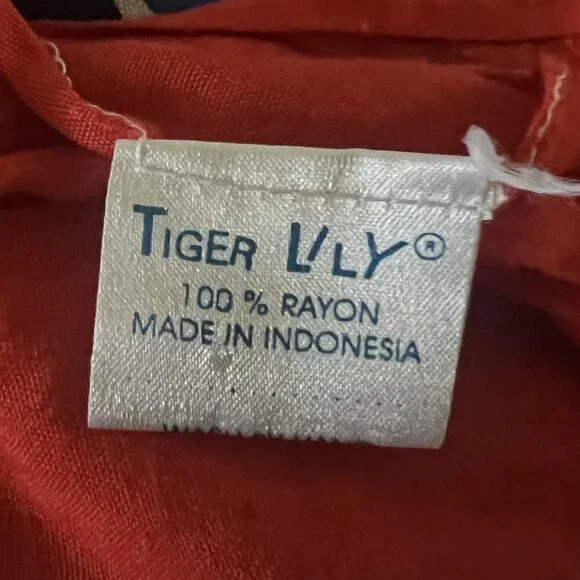 TIGER LILY®
100 % RAYON
MADE IN INDONESIA